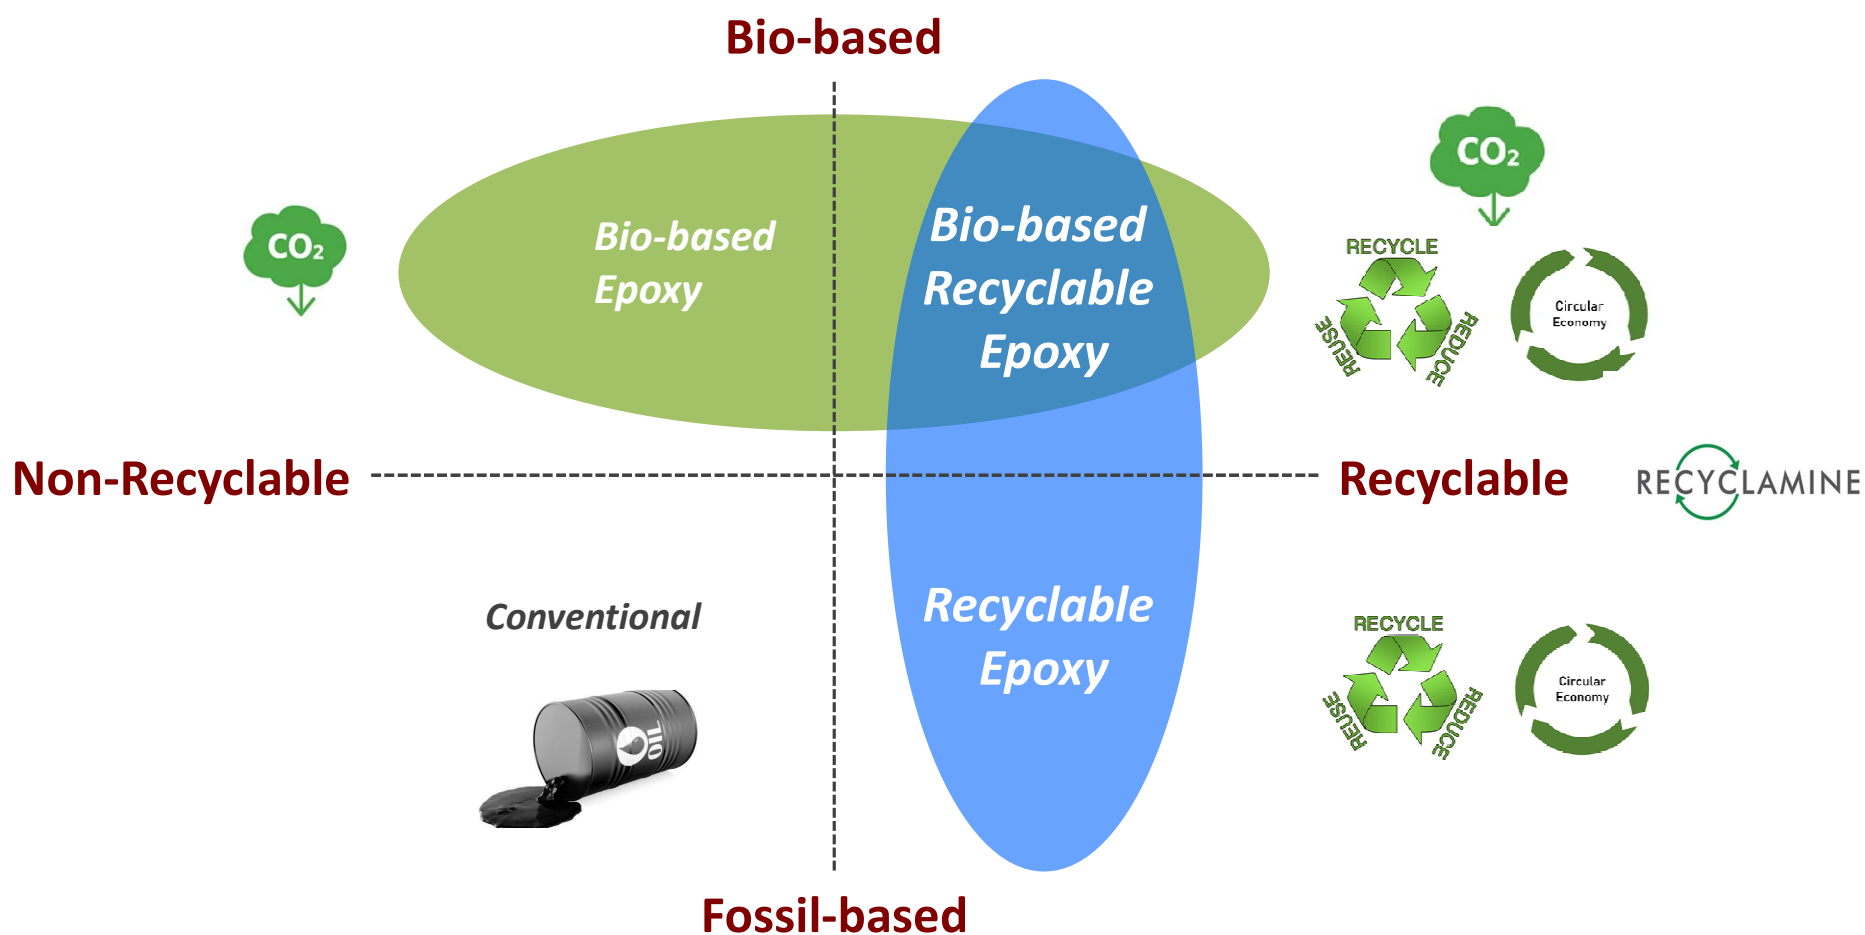 Bio-based
CO₂
Bio-based
Epoxy
Bio-based
Recyclable
Epoxy
CO₂
RECYCLE
REUSE
REDUCE
Circular
Economy
Non-Recyclable
Recyclable
RECYCLAMINE
Conventional
OIL
Recyclable
Epoxy
RECYCLE
REUSE
REDUCE
Circular
Economy
Fossil-based